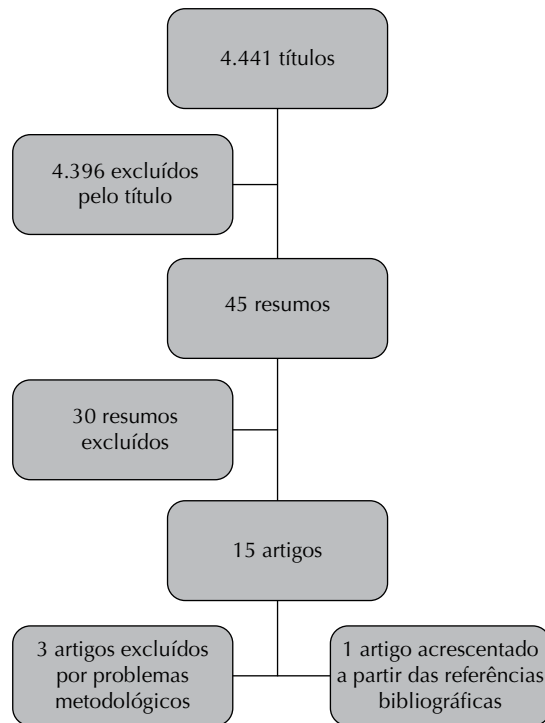 4.441 títulos
4.396 excluídos
pelo título
45 resumos
30 resumos
excluídos
15 artigos
3 artigos excluídos
por problemas
metodológicos
1 artigo acrescentado
a partir das referências
bibliográficas